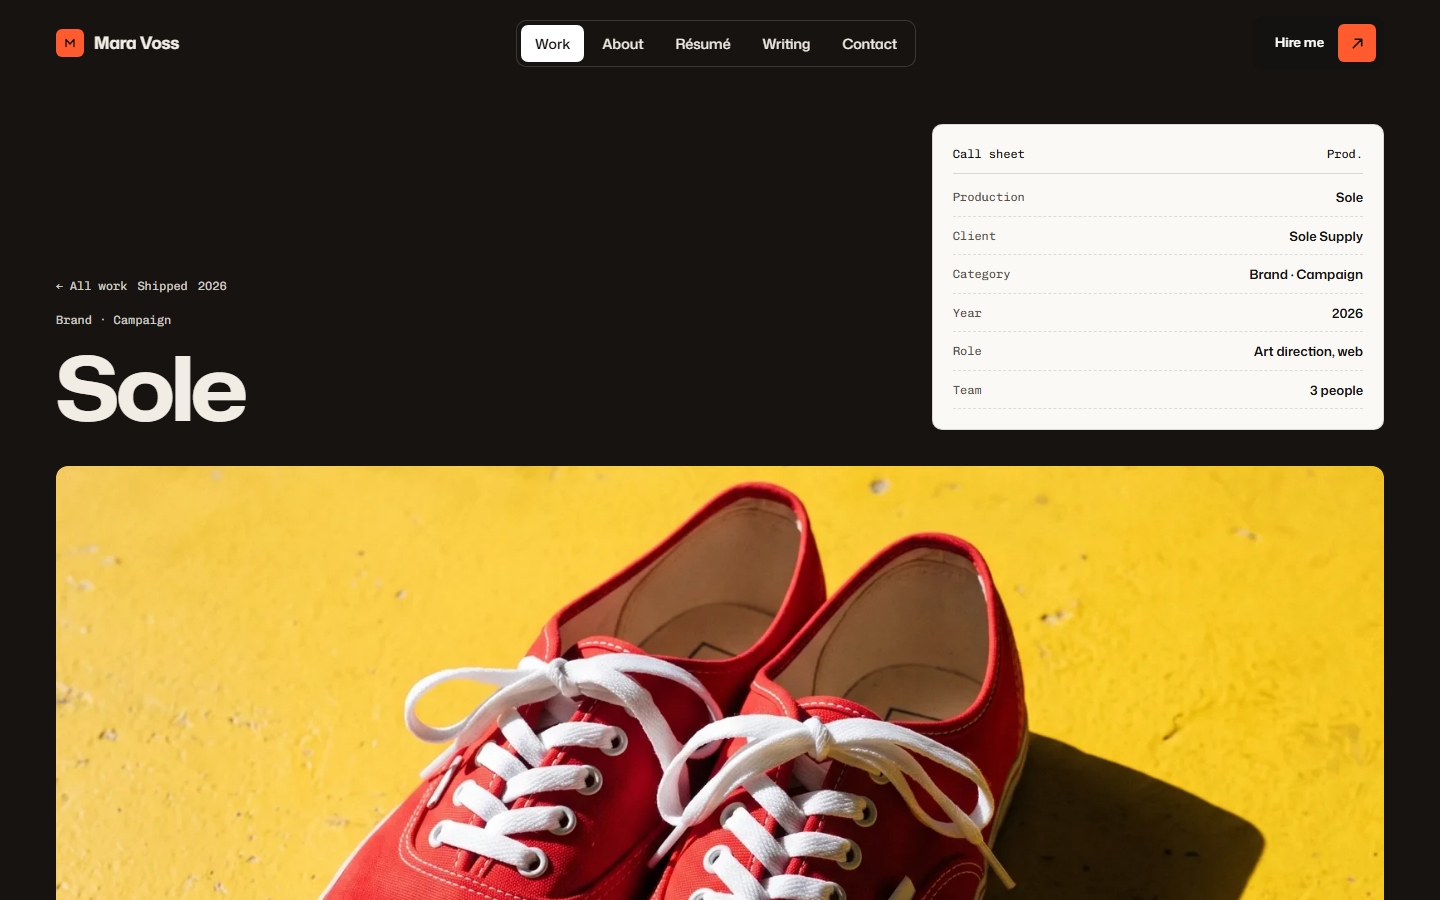 M Mara Voss
Work About Résumé Writing Contact
Hire me
Call sheet Prod.
Production Sole
Client Sole Supply
Category Brand · Campaign
Year 2026
Role Art direction, web
Team 3 people
← All work Shipped 2026
Brand · Campaign
Sole